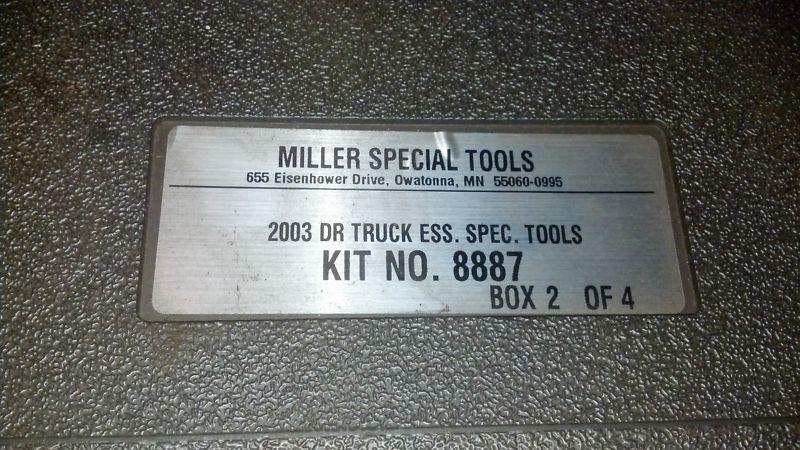 MILLER SPECIAL TOOLS
655 Eisenhower Drive, Owatonna, MN 55060-0995
2003 DR TRUCK ESS. SPEC. TOOLS
KIT NO. 8887
BOX 2 OF 4